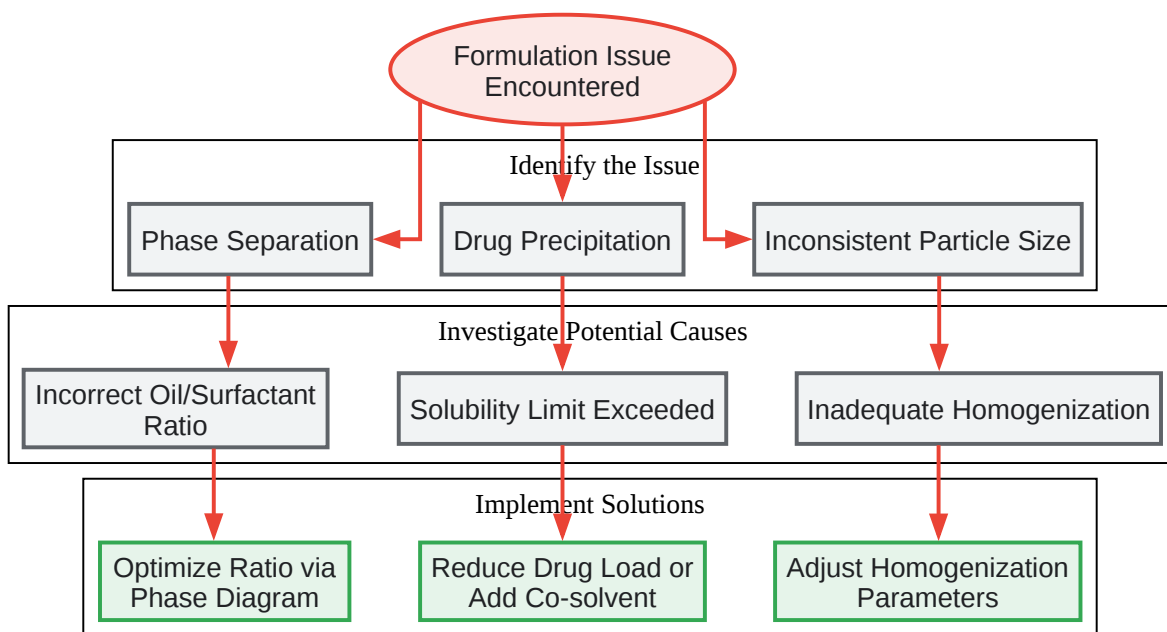 Formulation Issue
Encountered
Identify the Issue
Phase Separation
Drug Precipitation
Inconsistent Particle Size
Investigate Potential Causes
Incorrect Oil/Surfactant
Ratio
Solubility Limit Exceeded
Inadequate Homogenization
Implement Solutions
Optimize Ratio via
Phase Diagram
Reduce Drug Load or
Add Co-solvent
Adjust Homogenization
Parameters